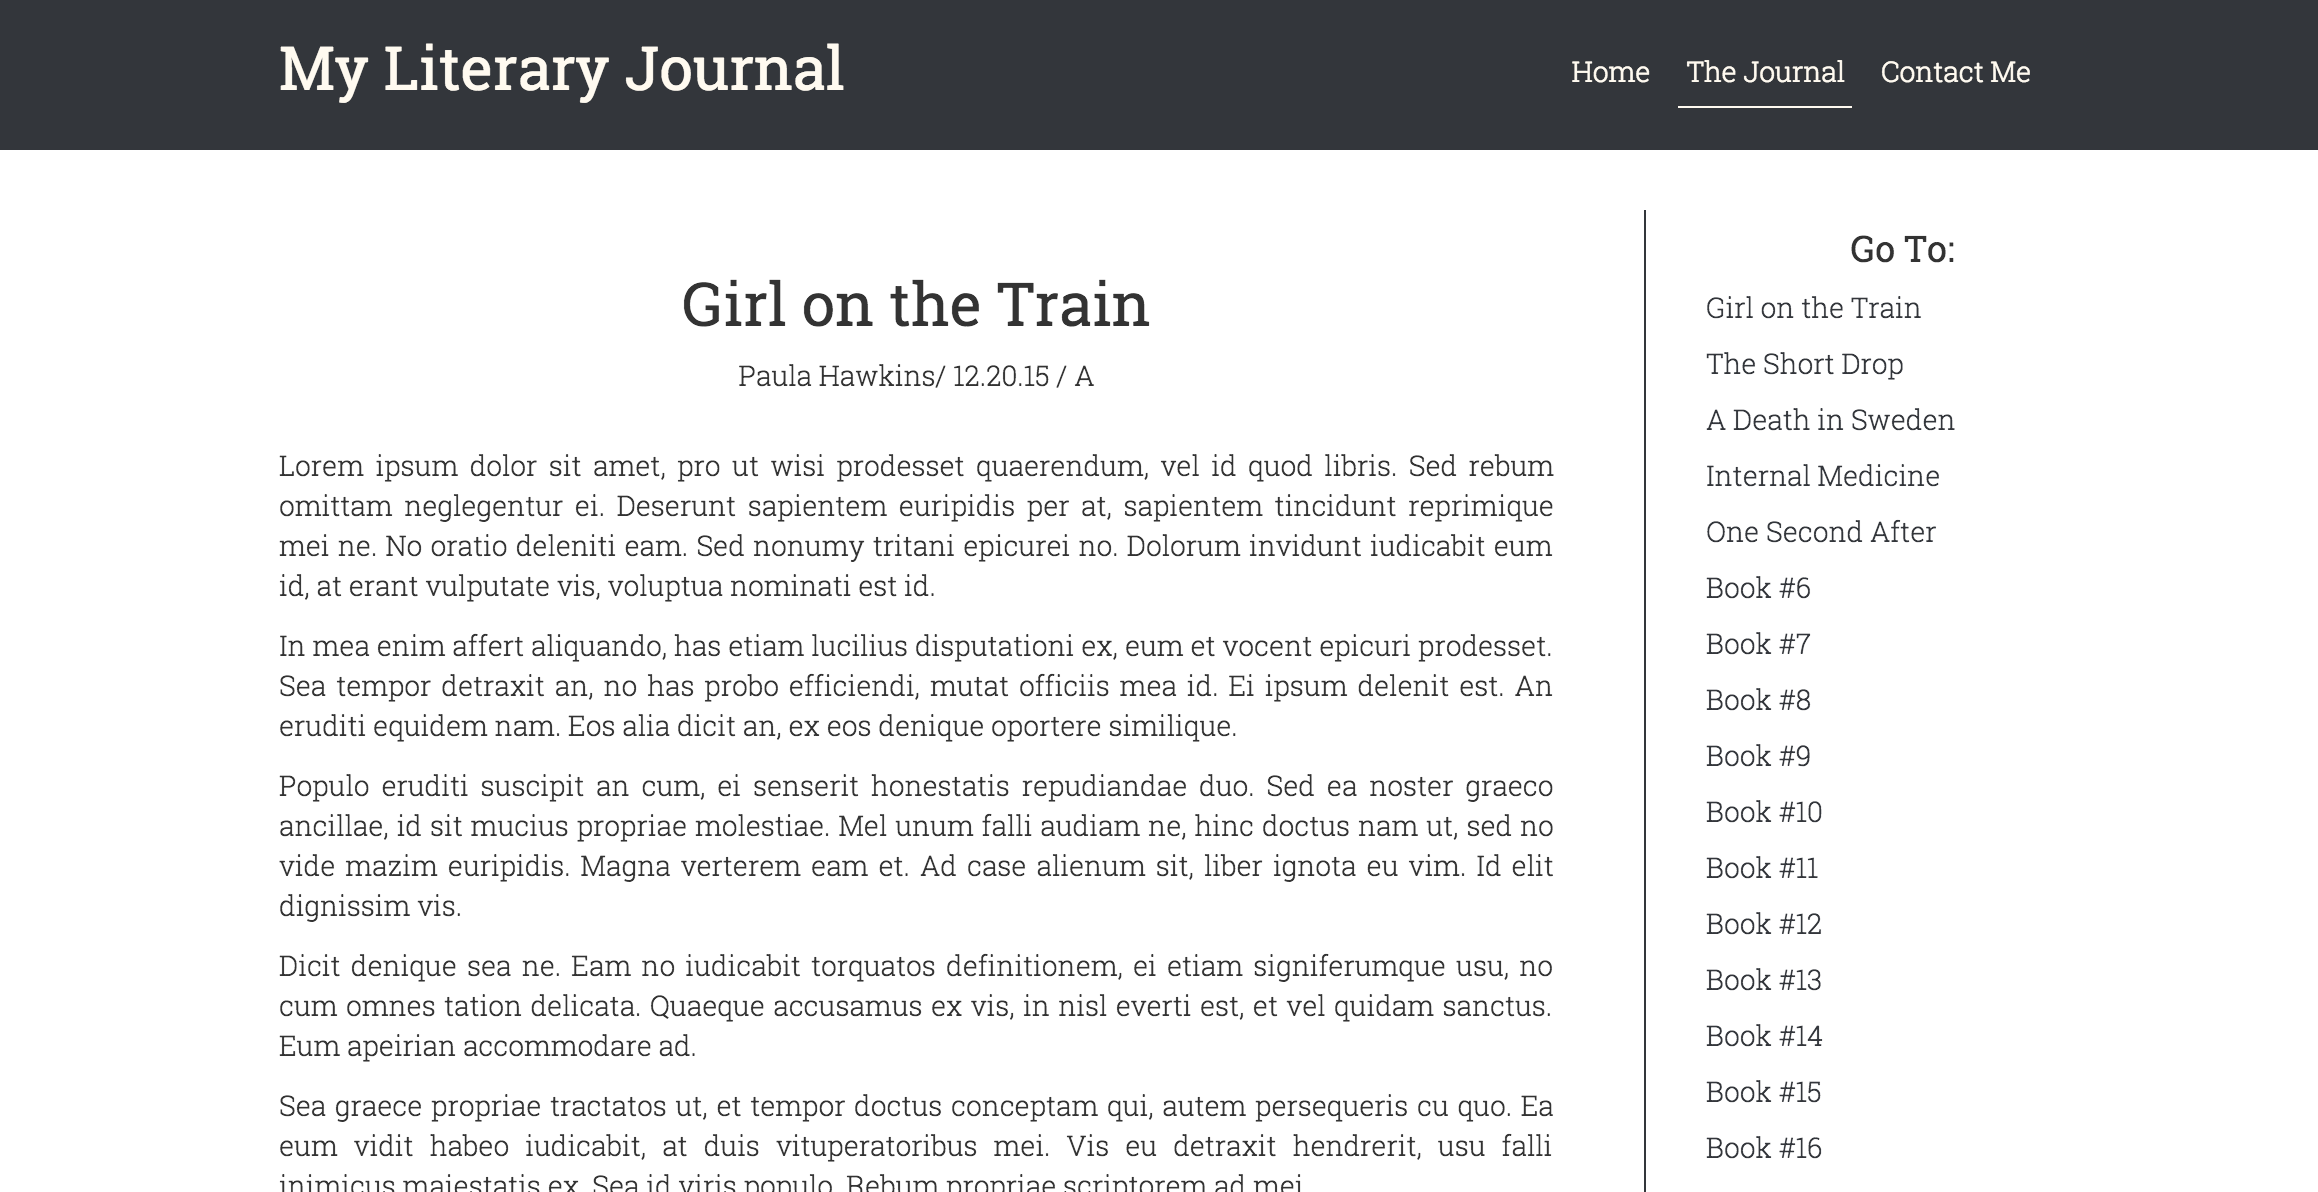 My Literary Journal
Home The Journal Contact Me
Girl on the Train
Paula Hawkins/ 12.20.15 / A
Lorem ipsum dolor sit amet, pro ut wisi prodesset quaerendum, vel id quod libris. Sed rebum
omittam neglegentur ei. Deserunt sapientem euripidis per at, sapientem tincidunt reprimique
mei ne. No oratio deleniti eam. Sed nonumy tritani epicurei no. Dolorum invidunt iudicabit eum
id, at erant vulputate vis, voluptua nominati est id.
In mea enim affert aliquando, has etiam lucilius disputationi ex, eum et vocent epicuri prodesset.
Sea tempor detraxit an, no has probo efficiendi, mutat officiis mea id. Ei ipsum delenit est. An
eruditi equidem nam. Eos alia dicit an, ex eos denique oportere similique.
Populo eruditi suscipit an cum, ei senserit honestatis repudiandae duo. Sed ea noster graeco
ancillae, id sit mucius propriae molestiae. Mel unum falli audiam ne, hinc doctus nam ut, sed no
vide mazim euripidis. Magna verterem eam et. Ad case alienum sit, liber ignota eu vim. Id elit
dignissim vis.
Dicit denique sea ne. Eam no iudicabit torquatos definitionem, ei etiam signiferumque usu, no
cum omnes tation delicata. Quaeque accusamus ex vis, in nisl everti est, et vel quidam sanctus.
Eum apeirian accommodare ad.
Sea graece propriae tractatos ut, et tempor doctus conceptam qui, autem persequeris cu quo. Ea
eum vidit habeo iudicabit, at duis vituperatoribus mei. Vis eu detraxit hendrerit, usu falli
inimicus maiestatis ex. Sea id viris populo. Rebum propriae scriptorem ad mei.
Go To:
Girl on the Train
The Short Drop
A Death in Sweden
Internal Medicine
One Second After
Book #6
Book #7
Book #8
Book #9
Book #10
Book #11
Book #12
Book #13
Book #14
Book #15
Book #16